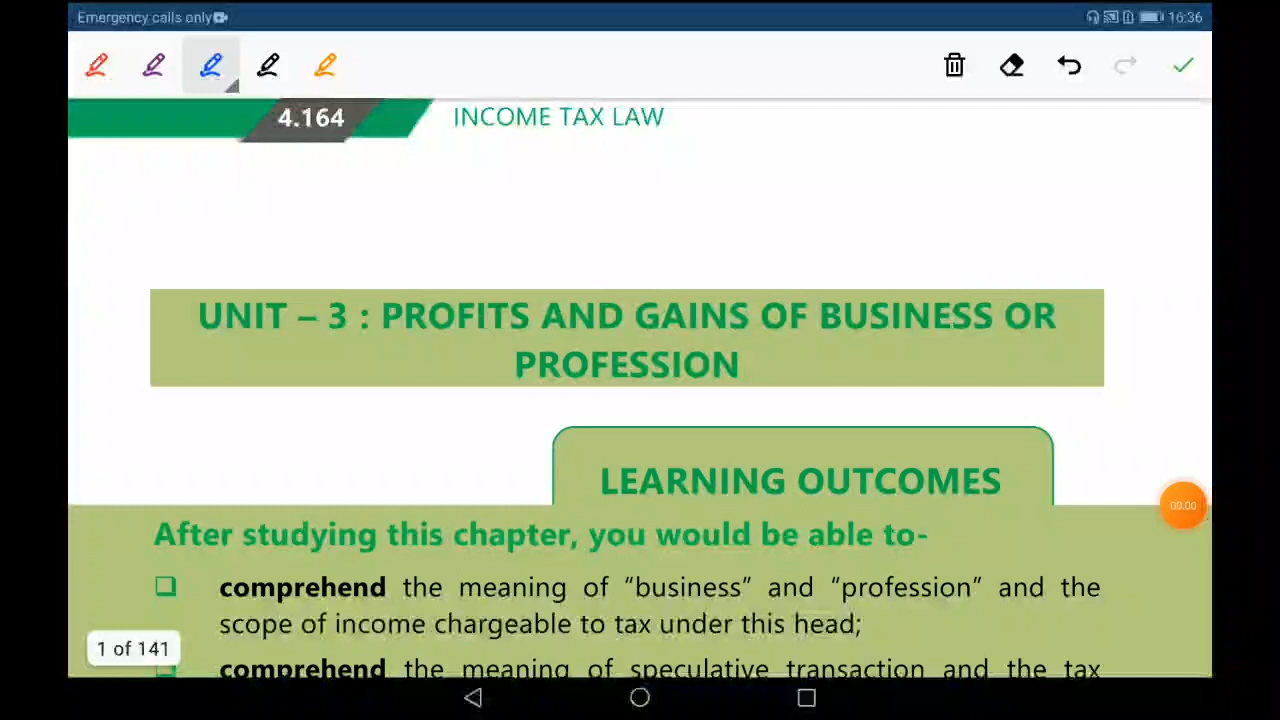 Emergency calls only
16:36
4.164
INCOME TAX LAW
UNIT – 3 : PROFITS AND GAINS OF BUSINESS OR
PROFESSION
LEARNING OUTCOMES
After studying this chapter, you would be able to-
comprehend the meaning of “business” and “profession” and the
scope of income chargeable to tax under this head;
comprehend the meaning of speculative transaction and the tax
1 of 141
00:00